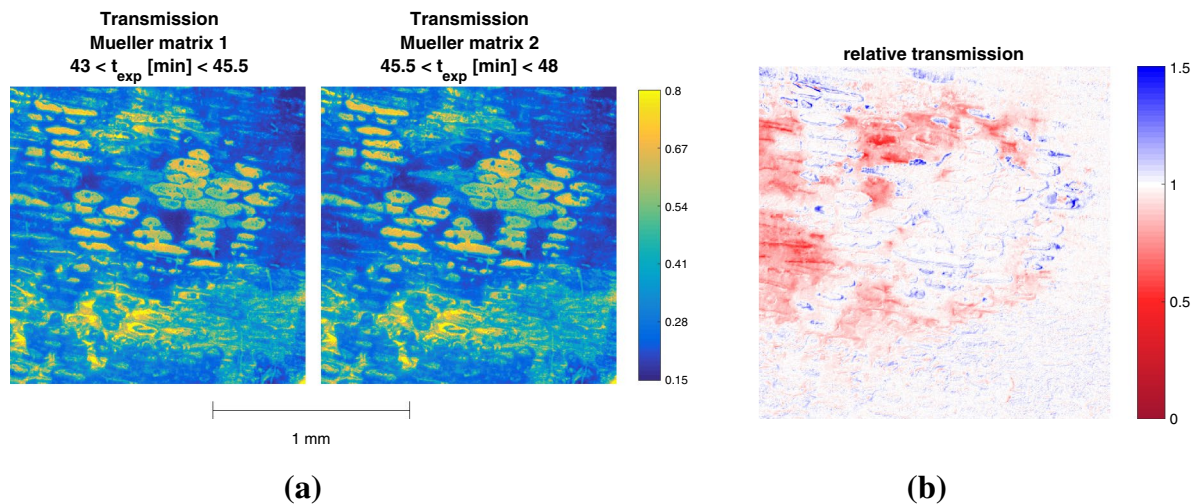 Transmission
Mueller matrix 1
43 < t_exp [min] < 45.5
Transmission
Mueller matrix 2
45.5 < t_exp [min] < 48
0.8
0.67
0.54
0.41
0.28
0.15
1 mm
(a)
relative transmission
1.5
1
0.5
0
(b)